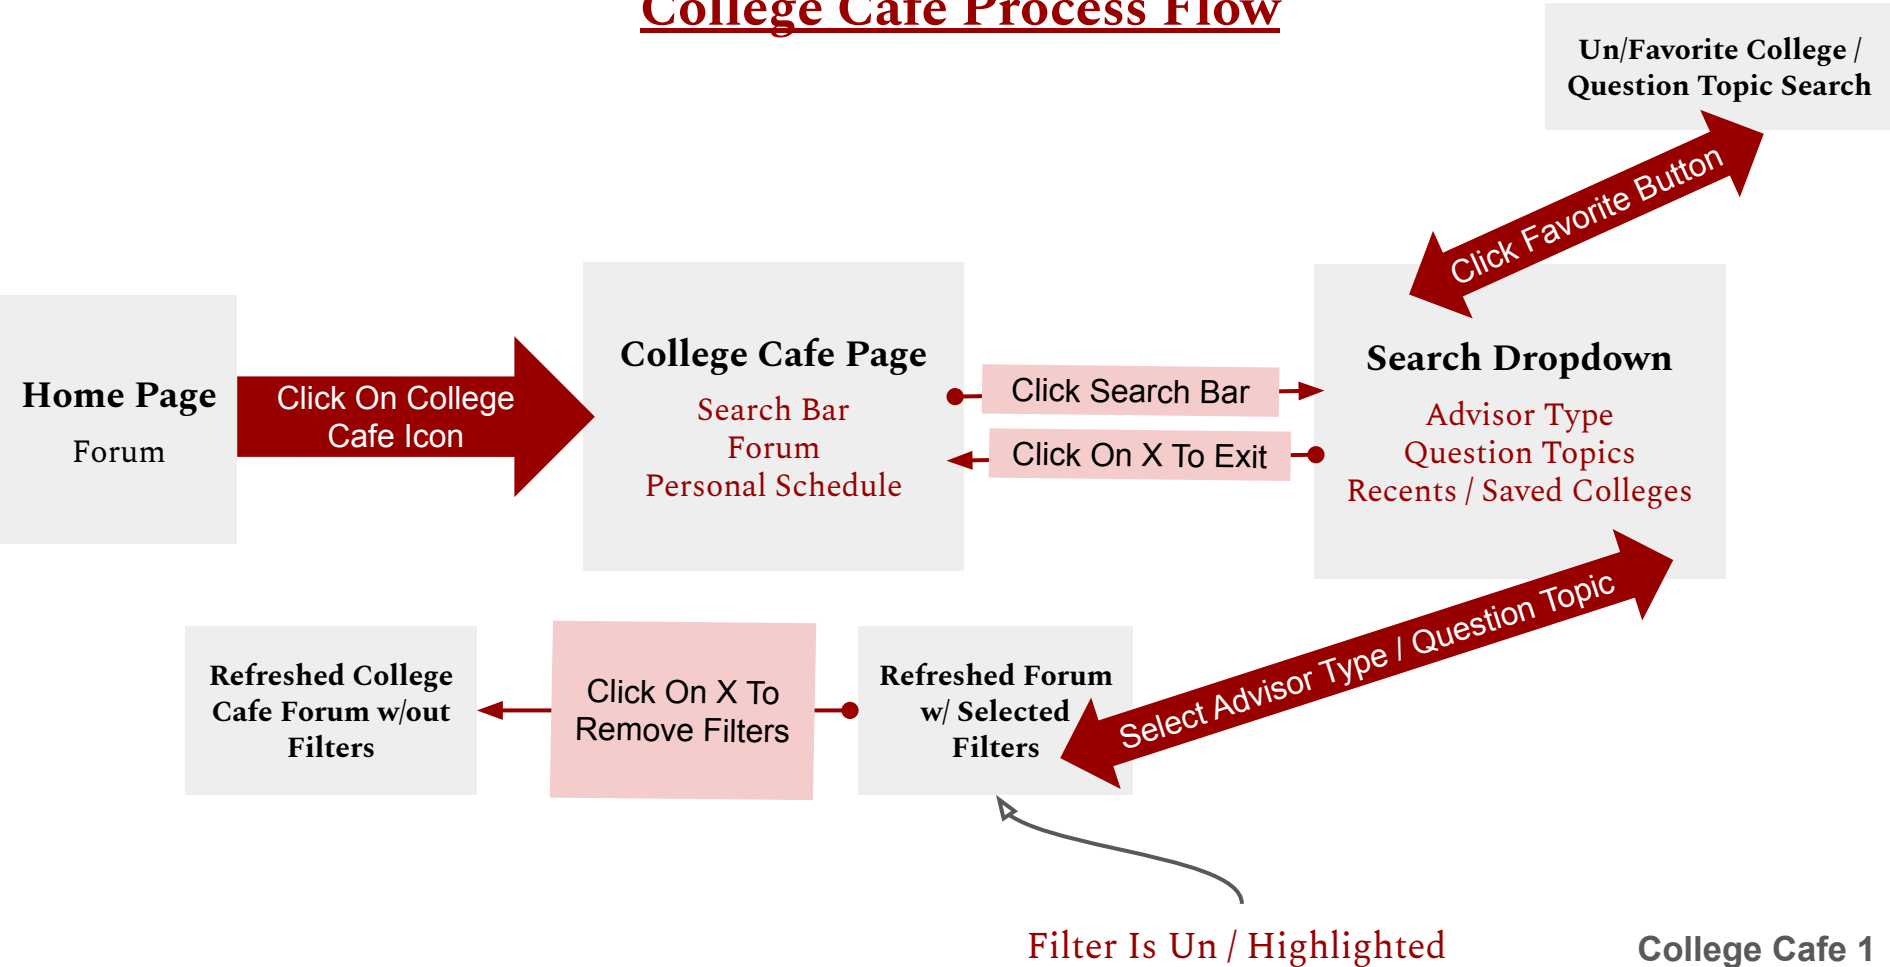 College Cafe Process Flow
Un/Favorite College /
Question Topic Search
Click Favorite Button
Home Page
Forum
Click On College
Cafe Icon
College Cafe Page
Search Bar
Forum
Personal Schedule
Click Search Bar
Click On X To Exit
Search Dropdown
Advisor Type
Question Topics
Recents / Saved Colleges
Select Advisor Type / Question Topic
Refreshed College
Cafe Forum w/out
Filters
Click On X To
Remove Filters
Refreshed Forum
w/ Selected
Filters
Filter Is Un / Highlighted
College Cafe 1